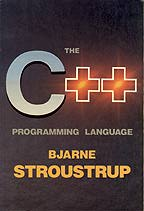 THE
C++
PROGRAMMING LANGUAGE
BJARNE
STROUSTRUP